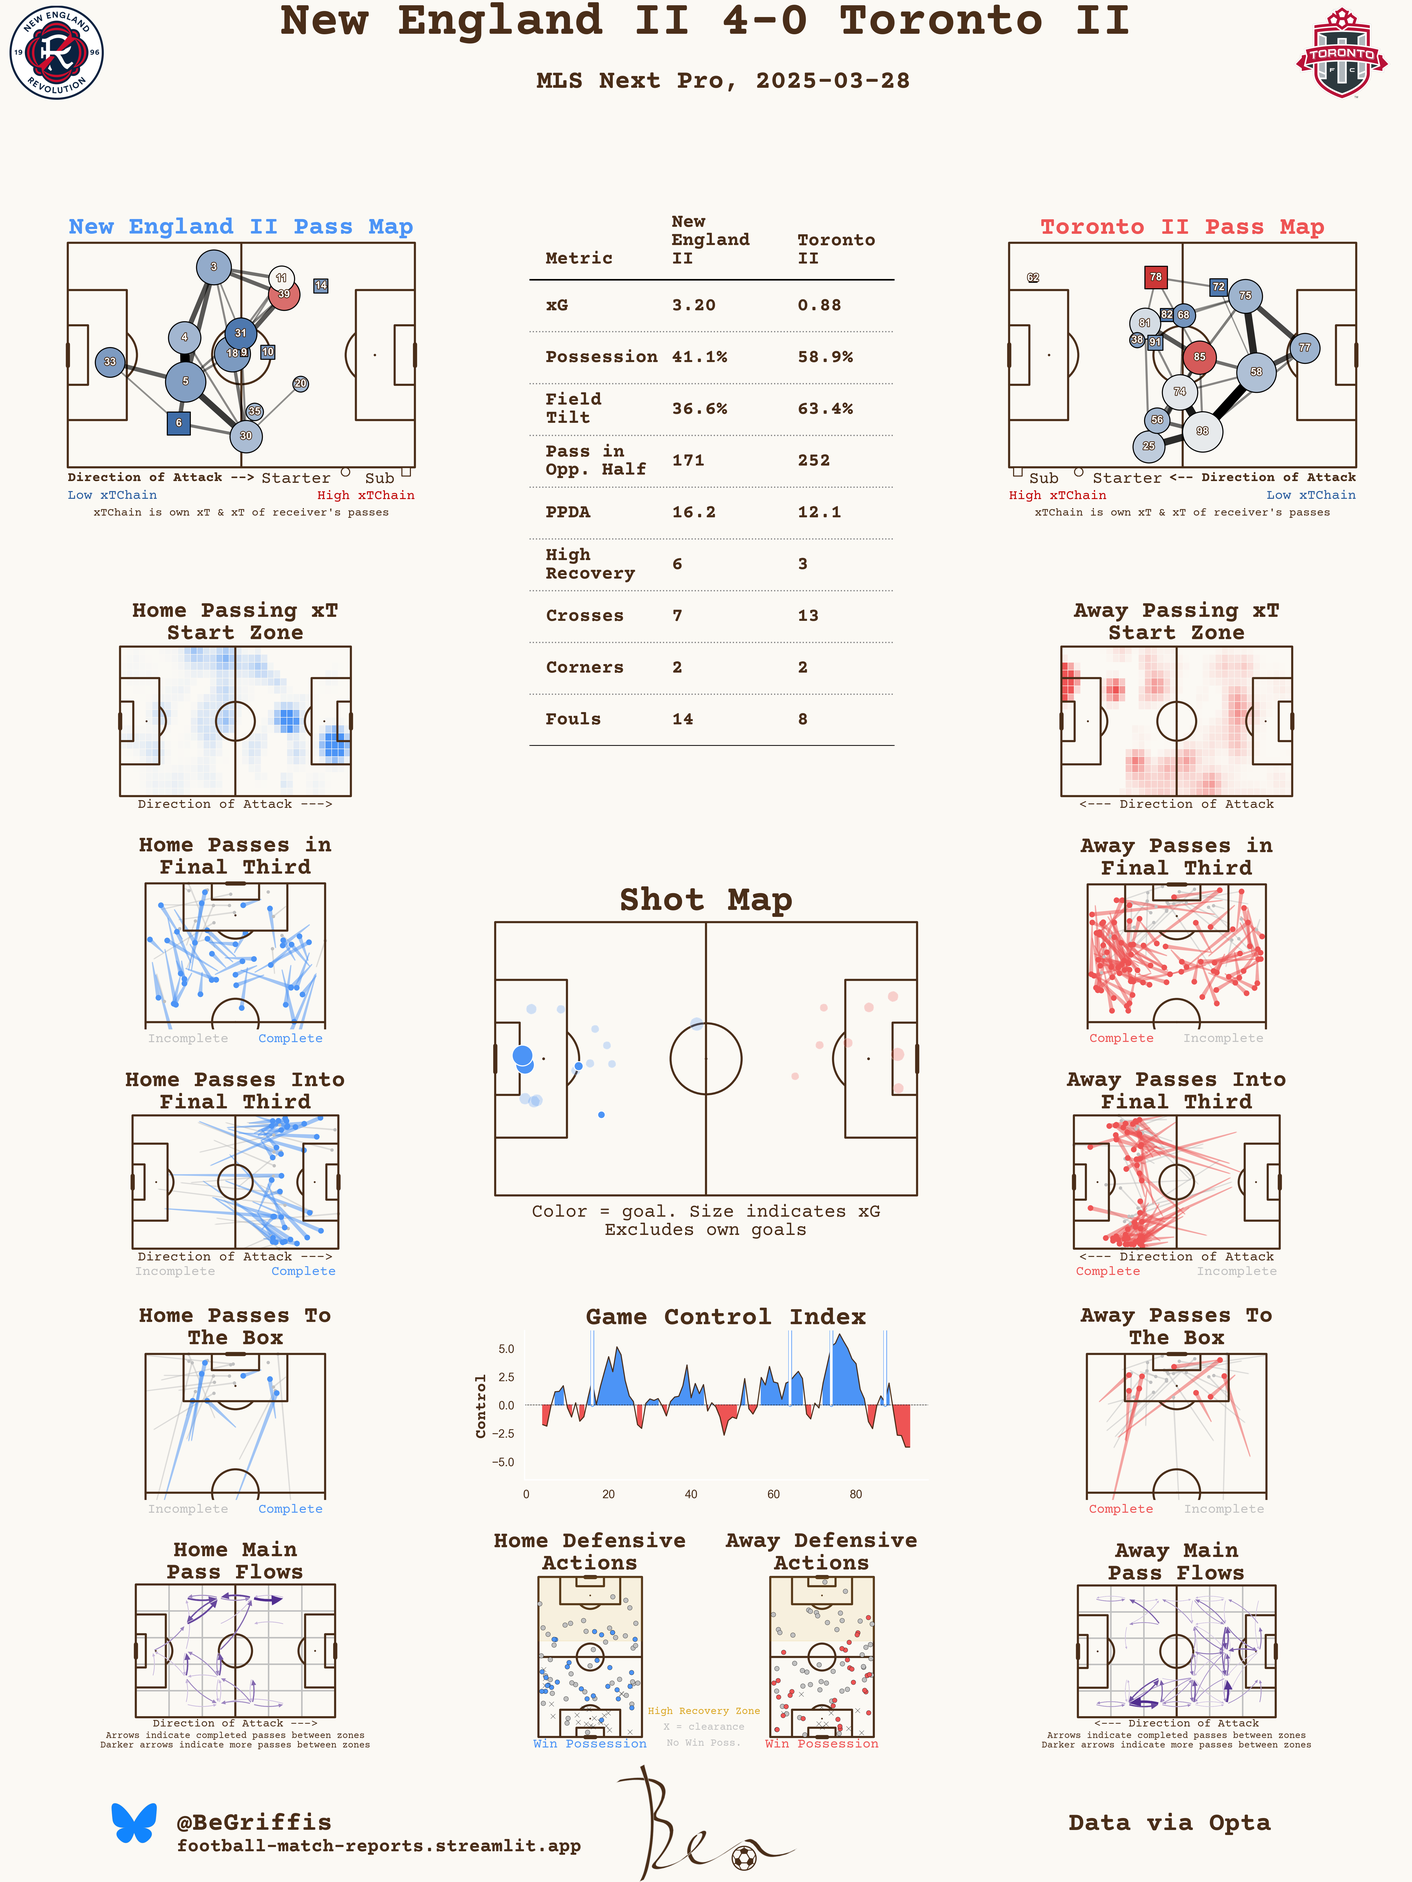 New England II 4-0 Toronto II
MLS Next Pro, 2025-03-28
NEW ENGLAND
19 96
REVOLUTION
TORONTO
F C
New England II Pass Map
3
11
39
14
4
31
18
9
10
33
5
20
35
6
30
Direction of Attack --> Starter Sub
Low xTChain High xTChain
xTChain is own xT & xT of receiver's passes
Metric New England II Toronto II
xG 3.20 0.88
Possession 41.1% 58.9%
Field Tilt 36.6% 63.4%
Pass in Opp. Half 171 252
PPDA 16.2 12.1
High Recovery 6 3
Crosses 7 13
Corners 2 2
Fouls 14 8
Toronto II Pass Map
62
78
72
75
82
68
81
38
91
85
77
58
74
56
98
25
Sub Starter <-- Direction of Attack
High xTChain Low xTChain
xTChain is own xT & xT of receiver's passes
Home Passing xT
Start Zone
Direction of Attack --->
Away Passing xT
Start Zone
<--- Direction of Attack
Home Passes in
Final Third
Incomplete Complete
Away Passes in
Final Third
Complete Incomplete
Shot Map
Color = goal. Size indicates xG
Excludes own goals
Home Passes Into
Final Third
Direction of Attack --->
Incomplete Complete
Away Passes Into
Final Third
<--- Direction of Attack
Complete Incomplete
Home Passes To
The Box
Incomplete Complete
Game Control Index
Control
5.0
2.5
0.0
−2.5
−5.0
0 20 40 60 80
Away Passes To
The Box
Complete Incomplete
Home Main
Pass Flows
Direction of Attack --->
Arrows indicate completed passes between zones
Darker arrows indicate more passes between zones
Home Defensive
Actions
Win Possession
High Recovery Zone
X = clearance
No Win Poss.
Away Defensive
Actions
Win Possession
Away Main
Pass Flows
<--- Direction of Attack
Arrows indicate completed passes between zones
Darker arrows indicate more passes between zones
@BeGriffis
football-match-reports.streamlit.app
Ben
Data via Opta